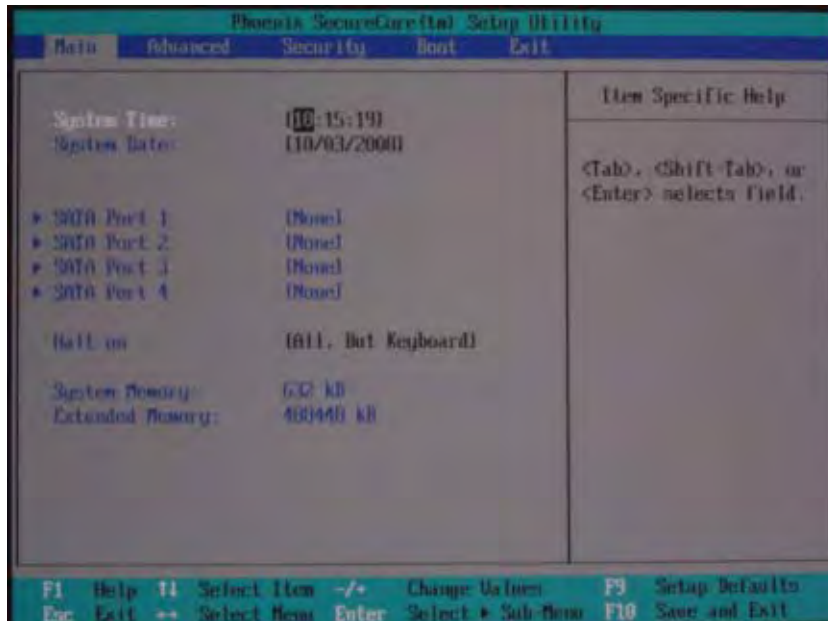 Phoenix SecureCore(tm) Setup Utility
Main Advanced Security Boot Exit
Item Specific Help
System Time: [10:15:19]
System Date: [10/03/2008]
<Tab>, <Shift-Tab>, or
<Enter> selects field.
SATA Port 1 [None]
SATA Port 2 [None]
SATA Port 3 [None]
SATA Port 4 [None]
Halt on [All, But Keyboard]
System Memory: 632 kB
Extended Memory: kB
F1 Help ↑↓ Select Item -/+ Change Values F9 Setup Defaults
Esc Exit ↔ Select Menu Enter Select ▶ Sub-Menu F10 Save and Exit